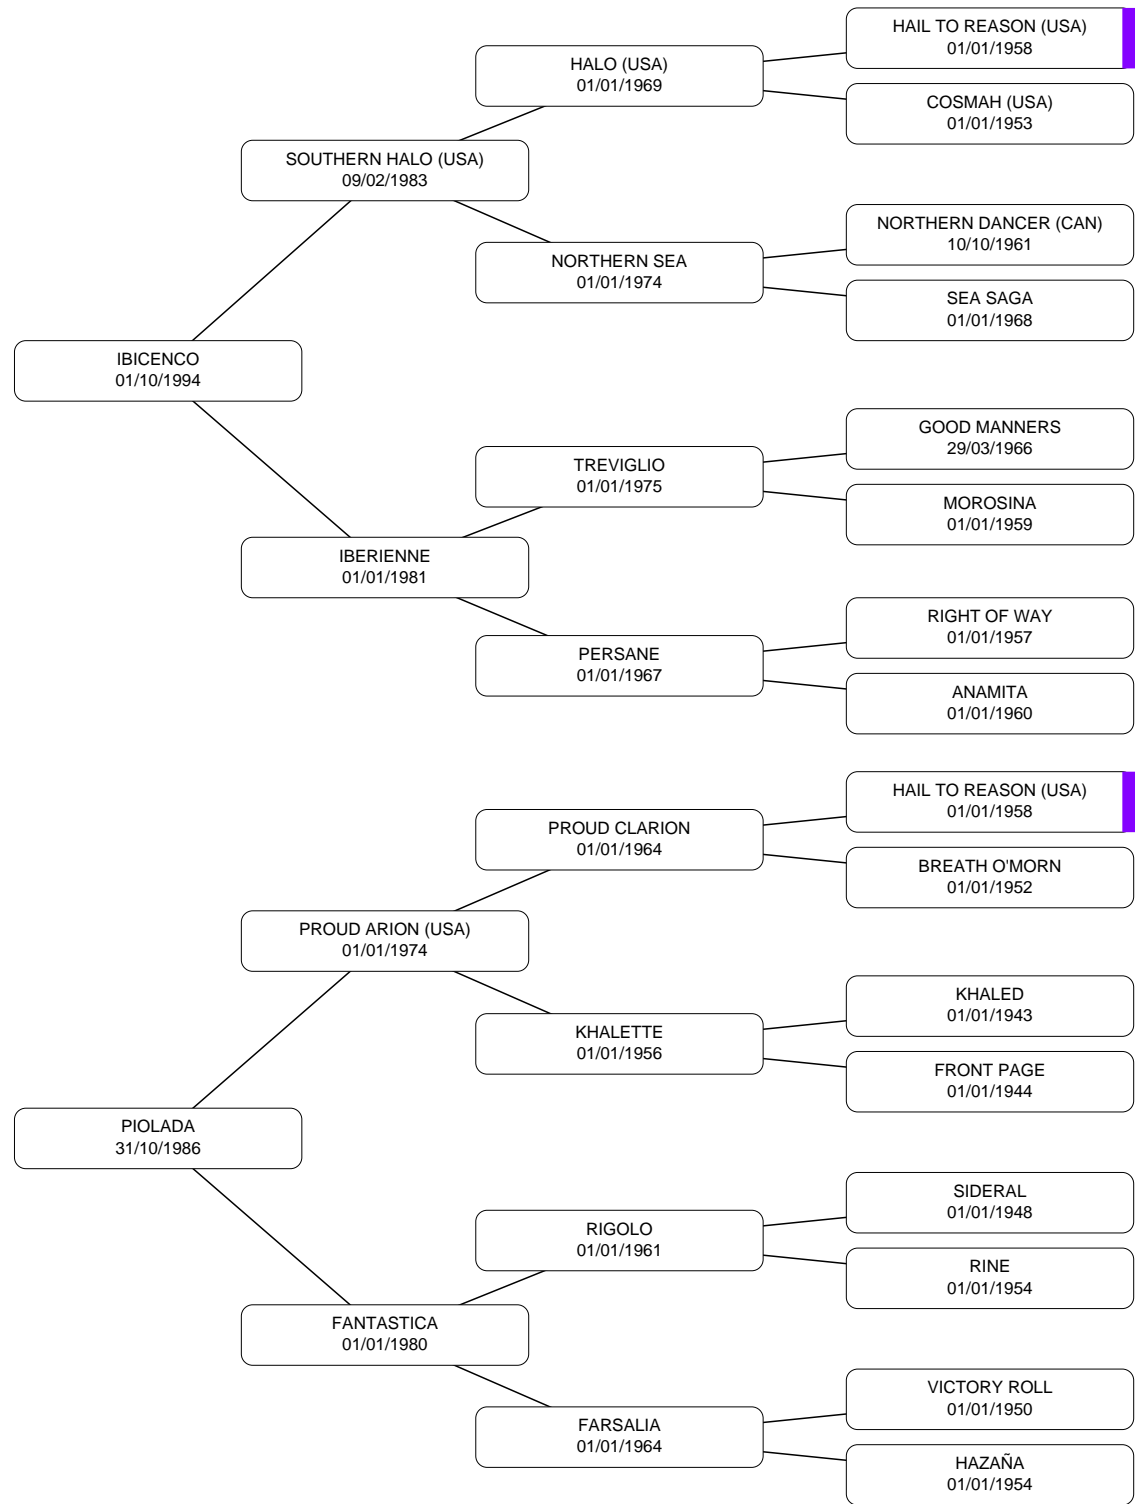 HAIL TO REASON (USA)
01/01/1958
HALO (USA)
01/01/1969
COSMAH (USA)
01/01/1953
SOUTHERN HALO (USA)
09/02/1983
NORTHERN DANCER (CAN)
10/10/1961
NORTHERN SEA
01/01/1974
SEA SAGA
01/01/1968
IBICENCO
01/10/1994
GOOD MANNERS
29/03/1966
TREVIGLIO
01/01/1975
MOROSINA
01/01/1959
IBERIENNE
01/01/1981
RIGHT OF WAY
01/01/1957
PERSANE
01/01/1967
ANAMITA
01/01/1960
HAIL TO REASON (USA)
01/01/1958
PROUD CLARION
01/01/1964
BREATH O'MORN
01/01/1952
PROUD ARION (USA)
01/01/1974
KHALED
01/01/1943
KHALETTE
01/01/1956
FRONT PAGE
01/01/1944
PIOLADA
31/10/1986
SIDERAL
01/01/1948
RIGOLO
01/01/1961
RINE
01/01/1954
FANTASTICA
01/01/1980
VICTORY ROLL
01/01/1950
FARSALIA
01/01/1964
HAZAÑA
01/01/1954